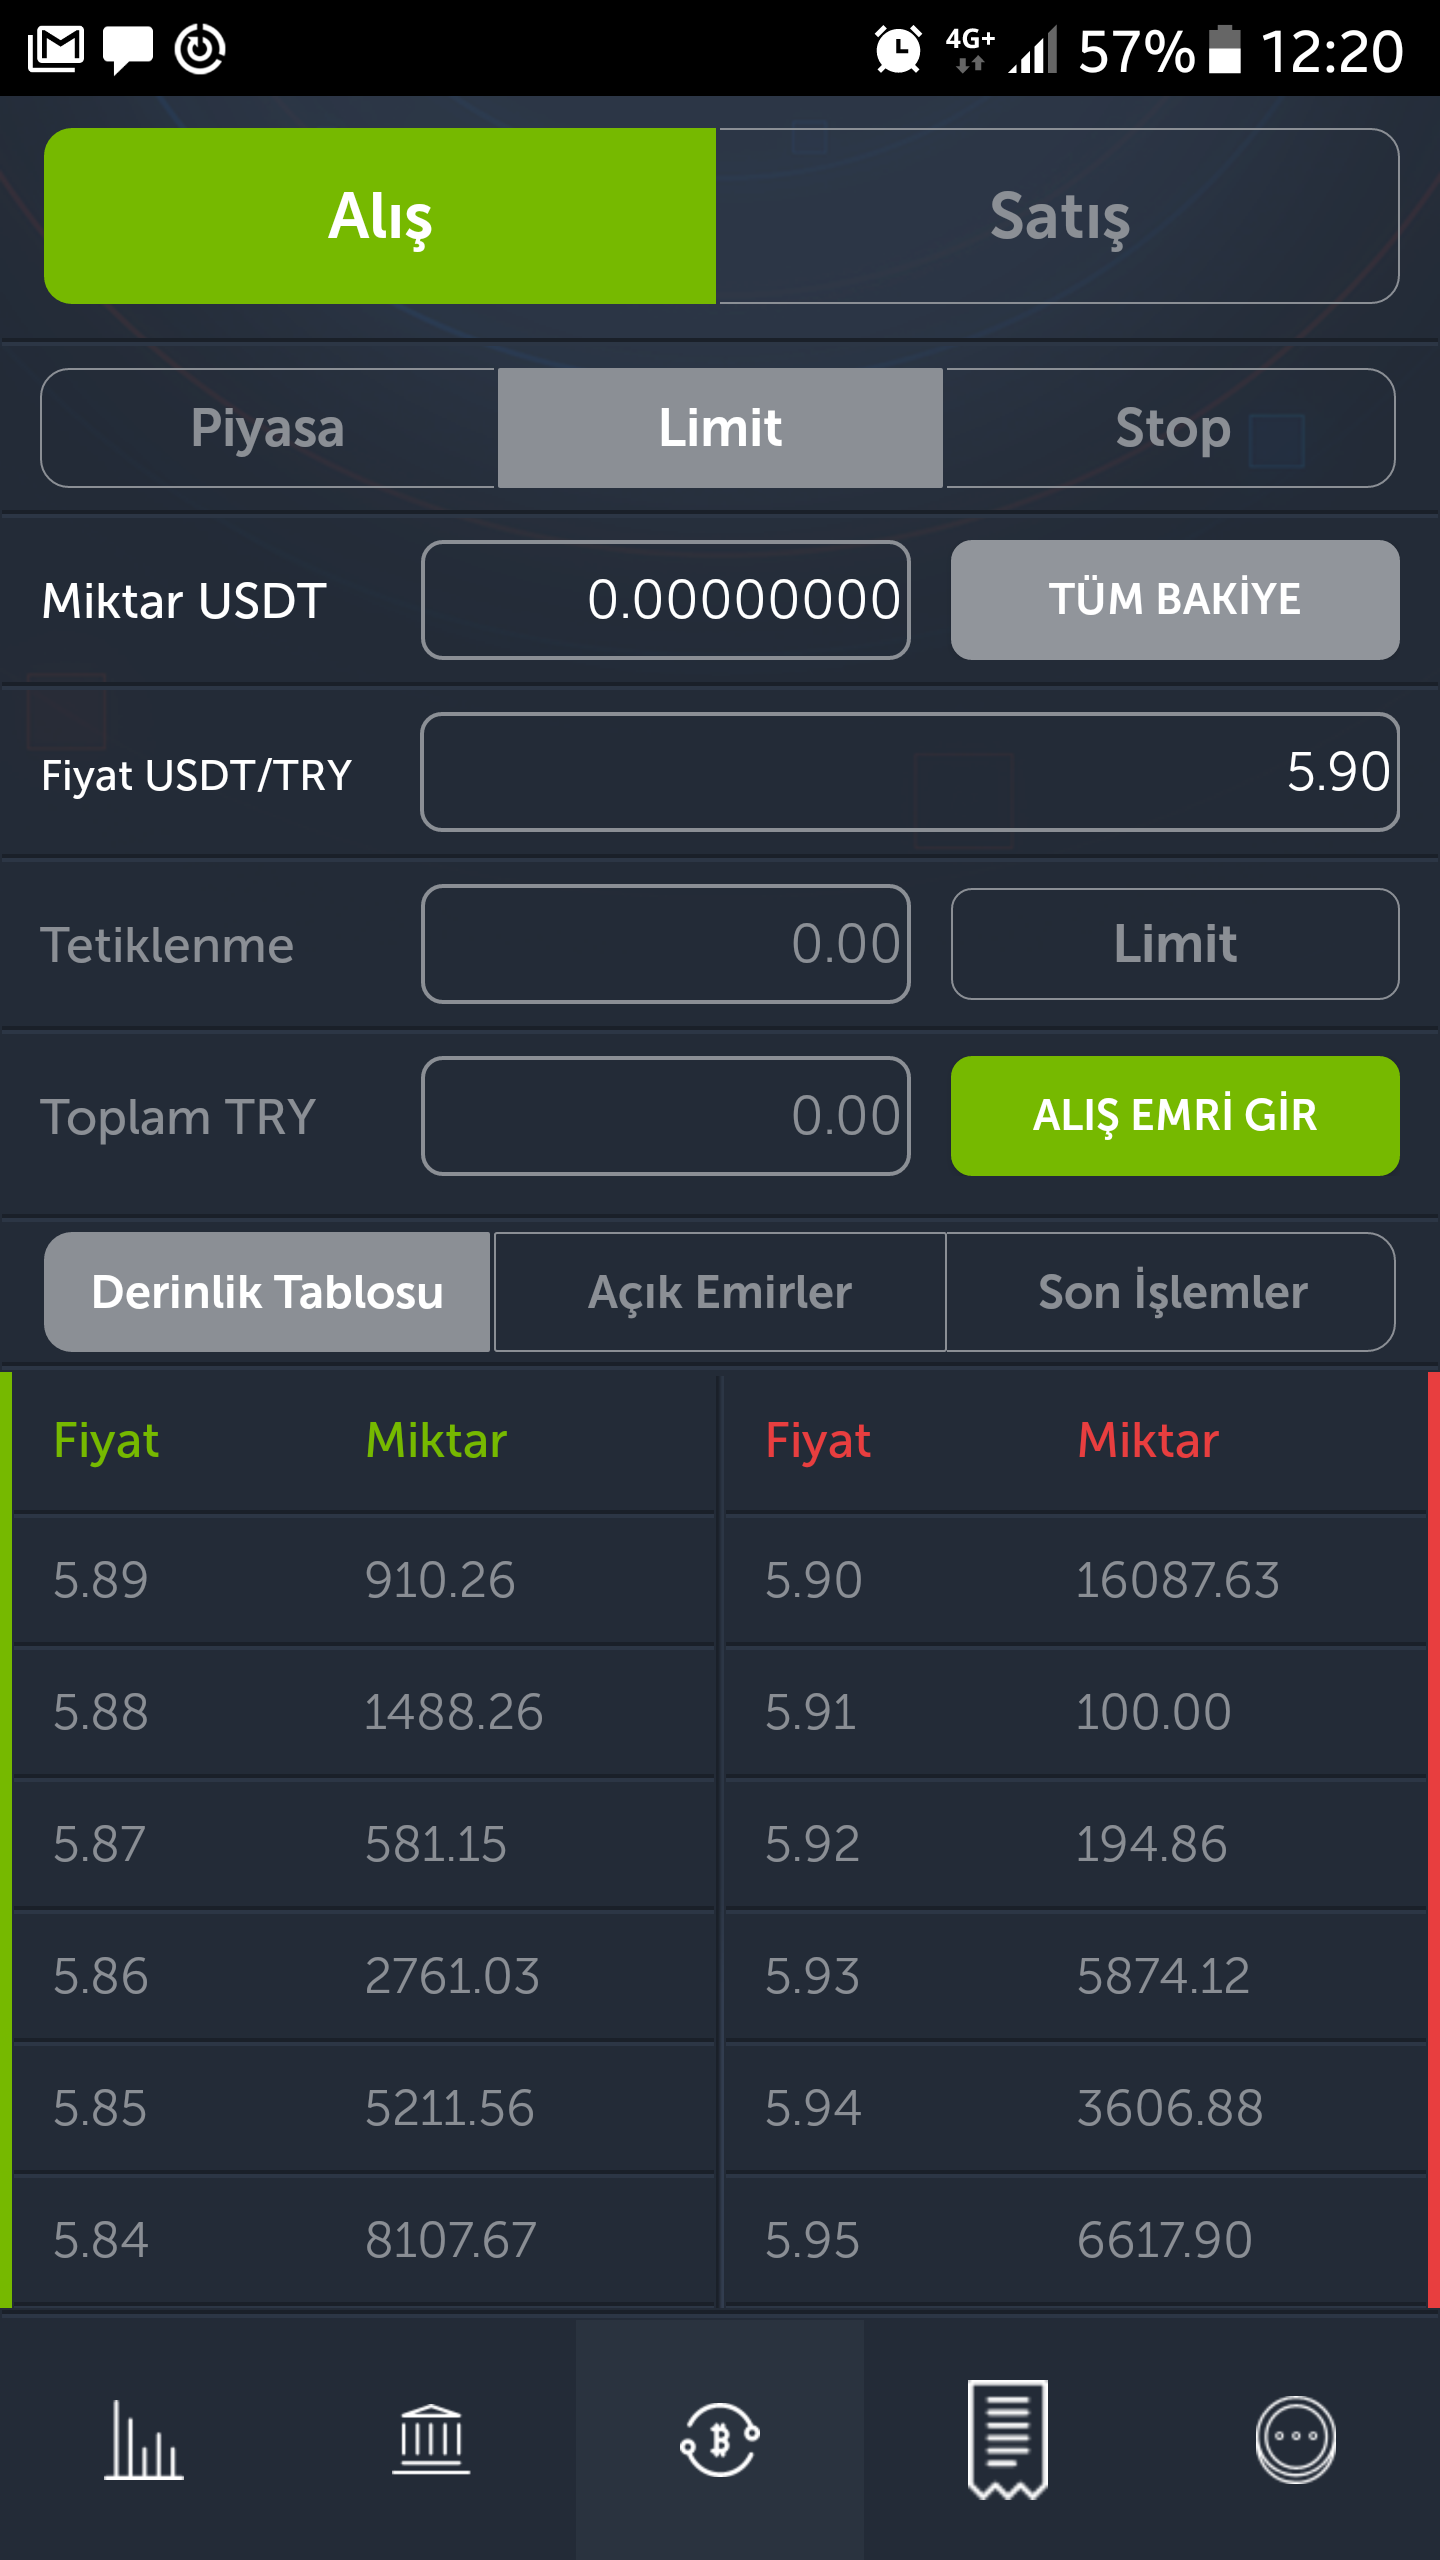 4G+ 57% 12:20
Alış Satış
Piyasa Limit Stop
Miktar USDT 0.00000000 TÜM BAKİYE
Fiyat USDT/TRY 5.90
Tetiklenme 0.00 Limit
Toplam TRY 0.00 ALIŞ EMRİ GİR
Derinlik Tablosu Açık Emirler Son İşlemler
Fiyat Miktar Fiyat Miktar
5.89 910.26 5.90 16087.63
5.88 1488.26 5.91 100.00
5.87 581.15 5.92 194.86
5.86 2761.03 5.93 5874.12
5.85 5211.56 5.94 3606.88
5.84 8107.67 5.95 6617.90